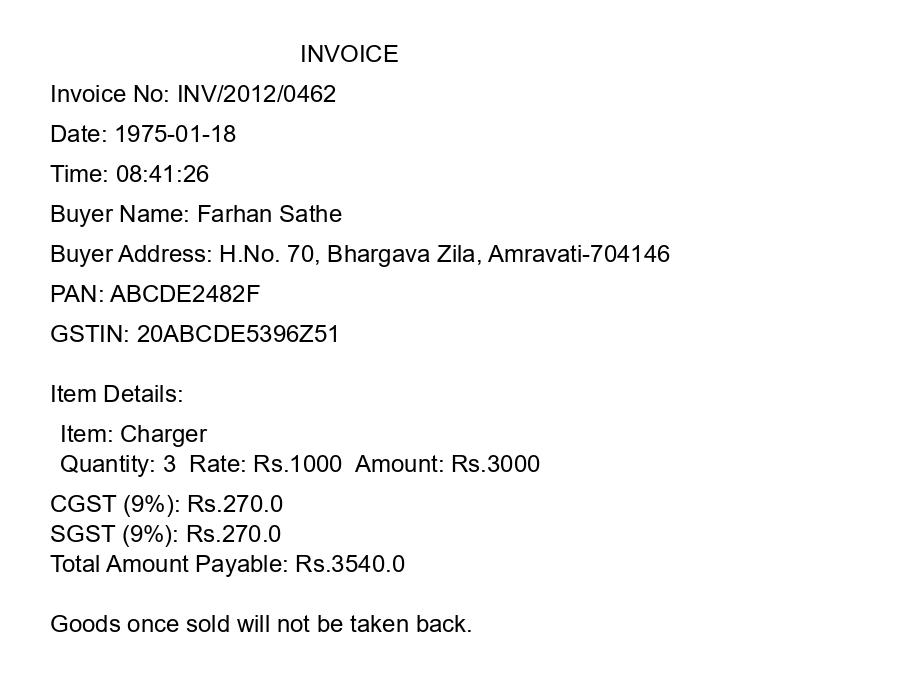 INVOICE
Invoice No: INV/2012/0462
Date: 1975-01-18
Time: 08:41:26
Buyer Name: Farhan Sathe
Buyer Address: H.No. 70, Bhargava Zila, Amravati-704146
PAN: ABCDE2482F
GSTIN: 20ABCDE5396Z51
Item Details:
Item: Charger
Quantity: 3  Rate: Rs.1000  Amount: Rs.3000
CGST (9%): Rs.270.0
SGST (9%): Rs.270.0
Total Amount Payable: Rs.3540.0
Goods once sold will not be taken back.